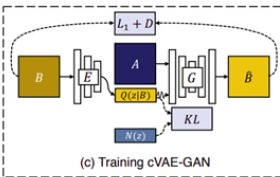 L₁ + D
B
E
A
G
B̂
Q(z|B)
KL
N(z)
(c) Training cVAE-GAN